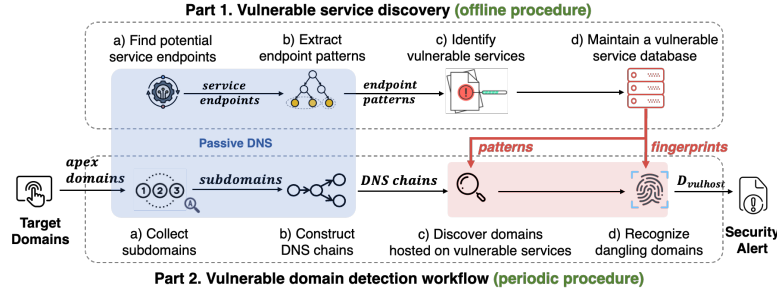 Part 1. Vulnerable service discovery (offline procedure)
a) Find potential
service endpoints
b) Extract
endpoint patterns
c) Identify
vulnerable services
d) Maintain a vulnerable
service database
service
endpoints
endpoint
patterns
Passive DNS
patterns
fingerprints
Target
Domains
apex
domains
1 2 3
A
subdomains
DNS chains
D_vulhost
Security
Alert
a) Collect
subdomains
b) Construct
DNS chains
c) Discover domains
hosted on vulnerable services
d) Recognize
dangling domains
Part 2. Vulnerable domain detection workflow (periodic procedure)